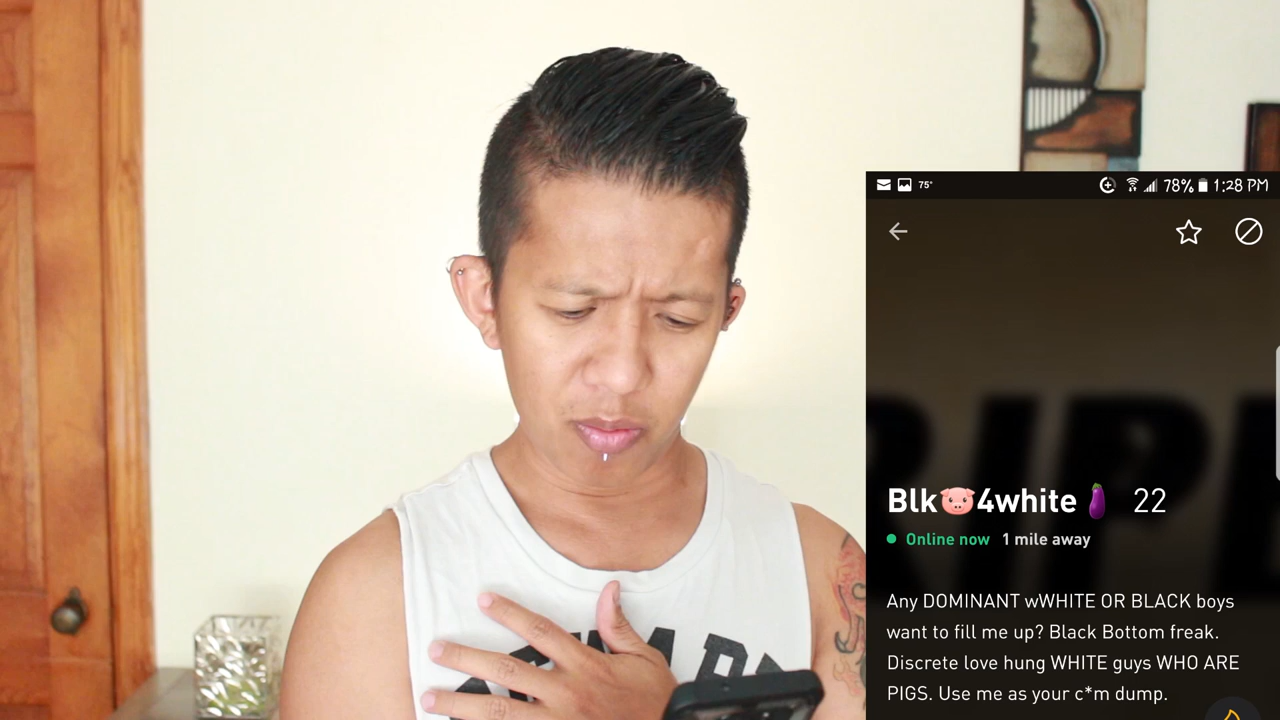 75°
78% 1:28 PM
Blk🐷4white🍆 22
Online now 1 mile away
Any DOMINANT wWHITE OR BLACK boys
want to fill me up? Black Bottom freak.
Discrete love hung WHITE guys WHO ARE
PIGS. Use me as your c*m dump.